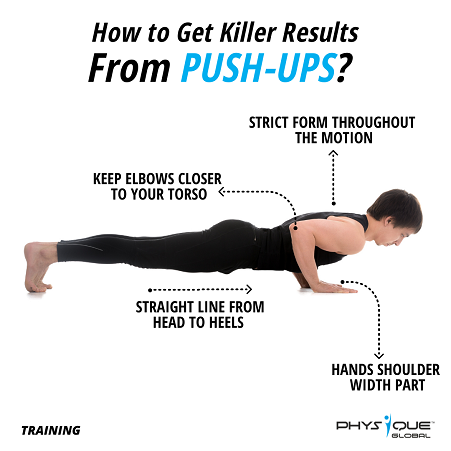 How to Get Killer Results
From PUSH-UPS?
STRICT FORM THROUGHOUT
THE MOTION
KEEP ELBOWS CLOSER
TO YOUR TORSO
STRAIGHT LINE FROM
HEAD TO HEELS
HANDS SHOULDER
WIDTH PART
TRAINING
PHYSIQUE
GLOBAL